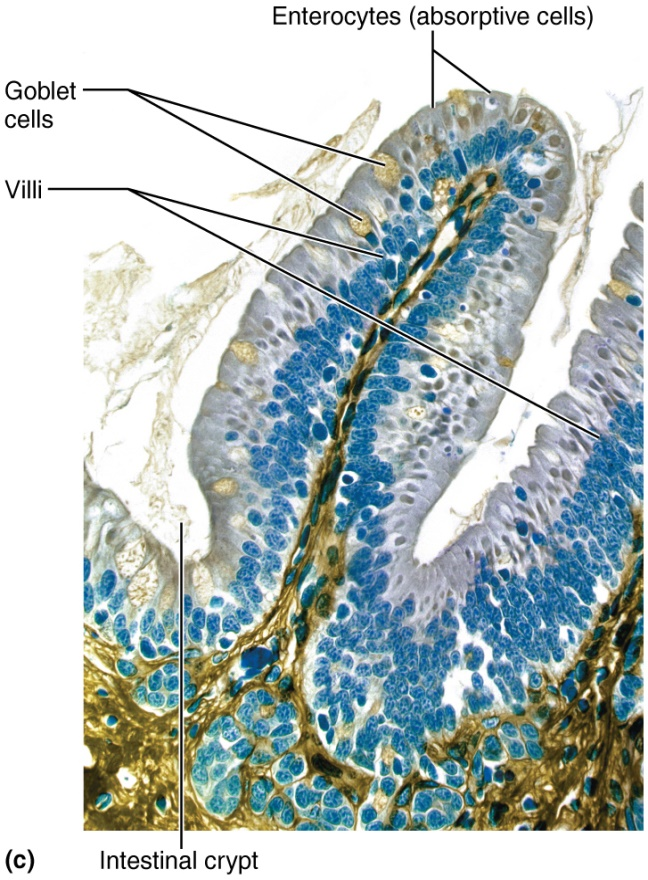 Enterocytes (absorptive cells)
Goblet
cells
Villi
(c)
Intestinal crypt